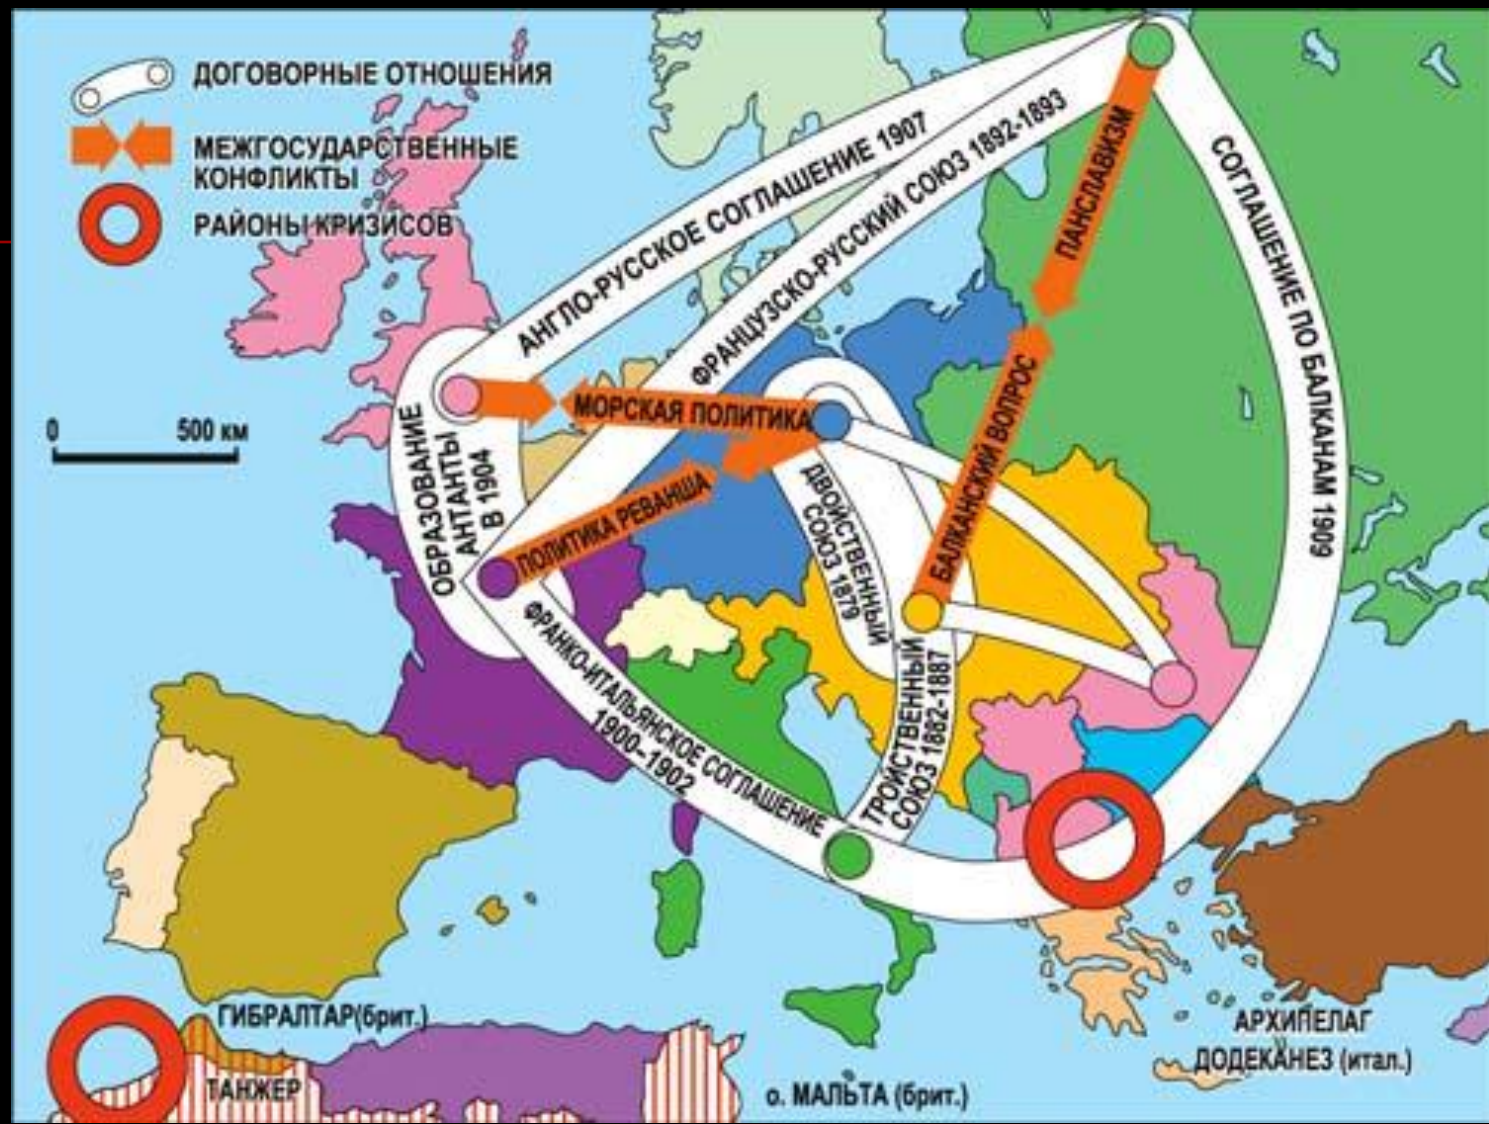 ДОГОВОРНЫЕ ОТНОШЕНИЯ
МЕЖГОСУДАРСТВЕННЫЕ
КОНФЛИКТЫ
РАЙОНЫ КРИЗИСОВ
0 500 км
АНГЛО-РУССКОЕ СОГЛАШЕНИЕ 1907
ФРАНЦУЗСКО-РУССКИЙ СОЮЗ 1892-1893
ПАНСЛАВИЗМ
СОГЛАШЕНИЕ ПО БАЛКАНАМ 1909
МОРСКАЯ ПОЛИТИКА
БАЛКАНСКИЙ ВОПРОС
ОБРАЗОВАНИЕ
АНТАНТЫ
В 1904
ПОЛИТИКА РЕВАНША
ДВОЙСТВЕННЫЙ
СОЮЗ 1879
ФРАНКО-ИТАЛЬЯНСКОЕ СОГЛАШЕНИЕ
1900–1902
ТРОЙСТВЕННЫЙ
СОЮЗ 1882-1887
ГИБРАЛТАР(брит.)
ТАНЖЕР
о. МАЛЬТА (брит.)
АРХИПЕЛАГ
ДОДЕКАНЕЗ (итал.)